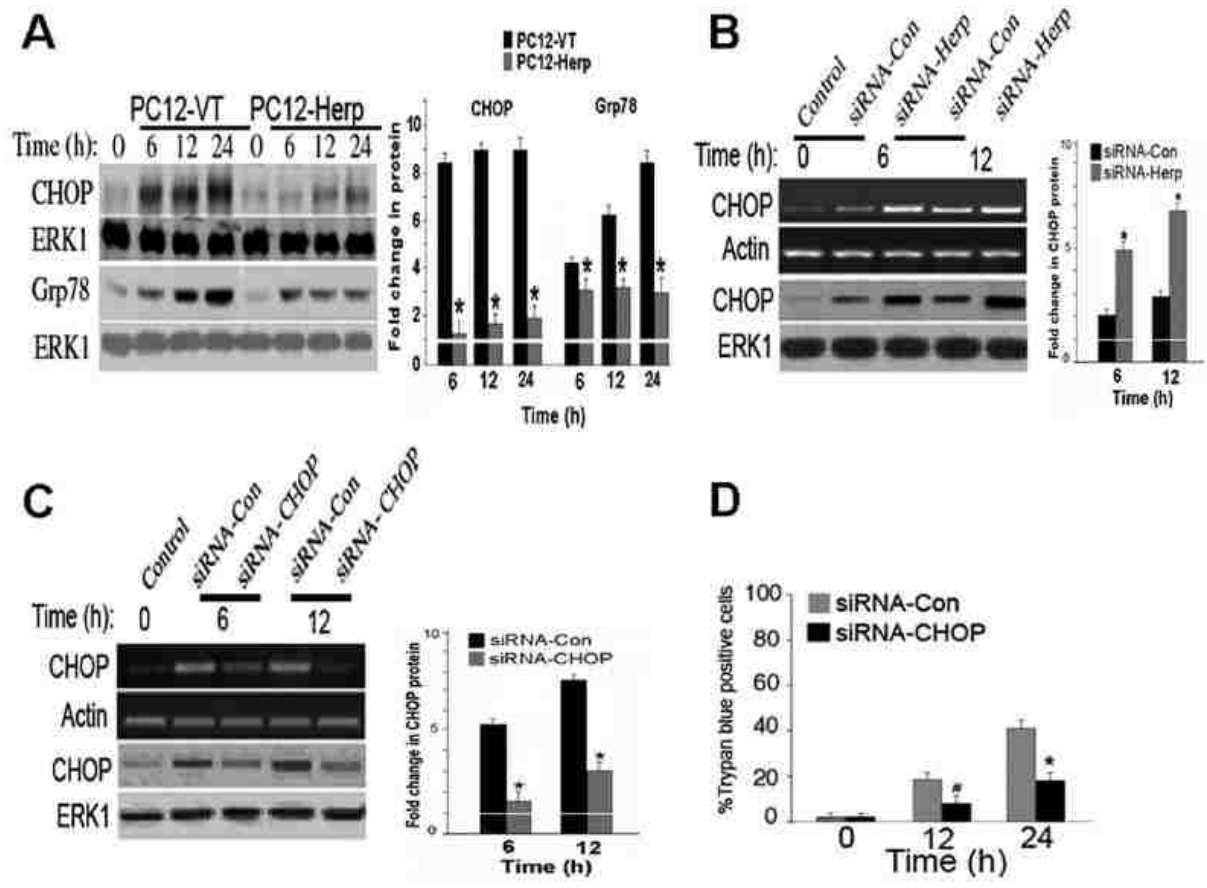 A
PC12-VT
PC12-Herp
PC12-VT PC12-Herp
Time (h): 0 6 12 24 0 6 12 24
CHOP
ERK1
Grp78
ERK1
Fold change in protein
10
8
6
4
2
0
CHOP
Grp78
6 12 24 6 12 24
Time (h)
B
Control siRNA-Con siRNA-Herp siRNA-Con siRNA-Herp
Time (h): 0 6 12
CHOP
Actin
CHOP
ERK1
Fold change in CHOP protein
10
5
0
siRNA-Con
siRNA-Herp
* *
6 12
Time (h)
C
Control siRNA-Con siRNA- CHOP siRNA-Con siRNA- CHOP
Time (h): 0 6 12
CHOP
Actin
CHOP
ERK1
Fold change in CHOP protein
10
5
0
siRNA-Con
siRNA-CHOP
* *
6 12
Time (h)
D
%Trypan blue positive cells
100
80
60
40
20
0
siRNA-Con
siRNA-CHOP
# *
0 12 24
Time (h)